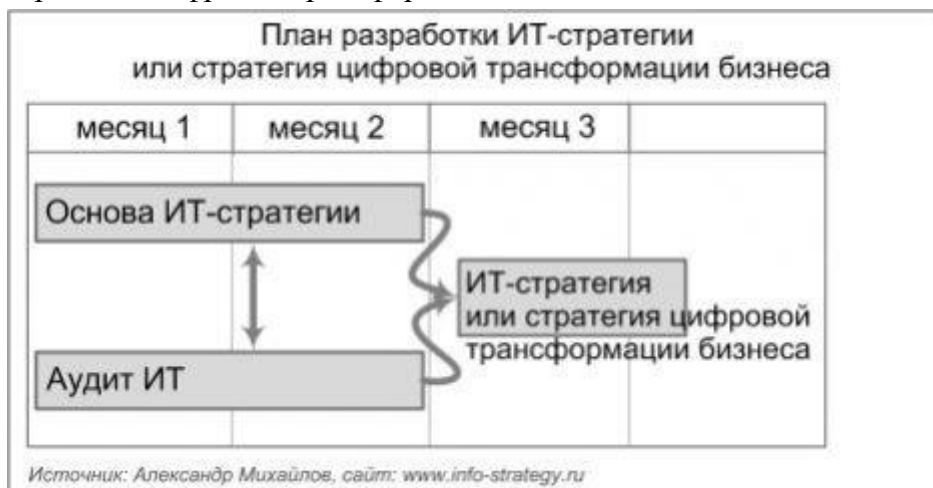 План разработки ИТ-стратегии
или стратегия цифровой трансформации бизнеса
месяц 1
месяц 2
месяц 3
Основа ИТ-стратегии
ИТ-стратегия
или стратегия цифровой
трансформации бизнеса
Аудит ИТ
Источник: Александр Михайлов, сайт: www.info-strategy.ru